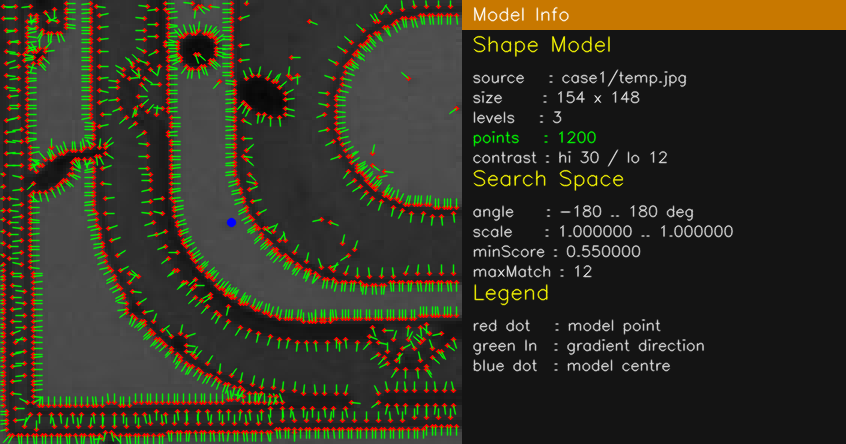 Model Info
Shape Model
source : case1/temp.jpg
size : 154 x 148
levels : 3
points : 1200
contrast : hi 30 / lo 12
Search Space
angle : -180 .. 180 deg
scale : 1.000000 .. 1.000000
minScore : 0.550000
maxMatch : 12
Legend
red dot : model point
green ln : gradient direction
blue dot : model centre